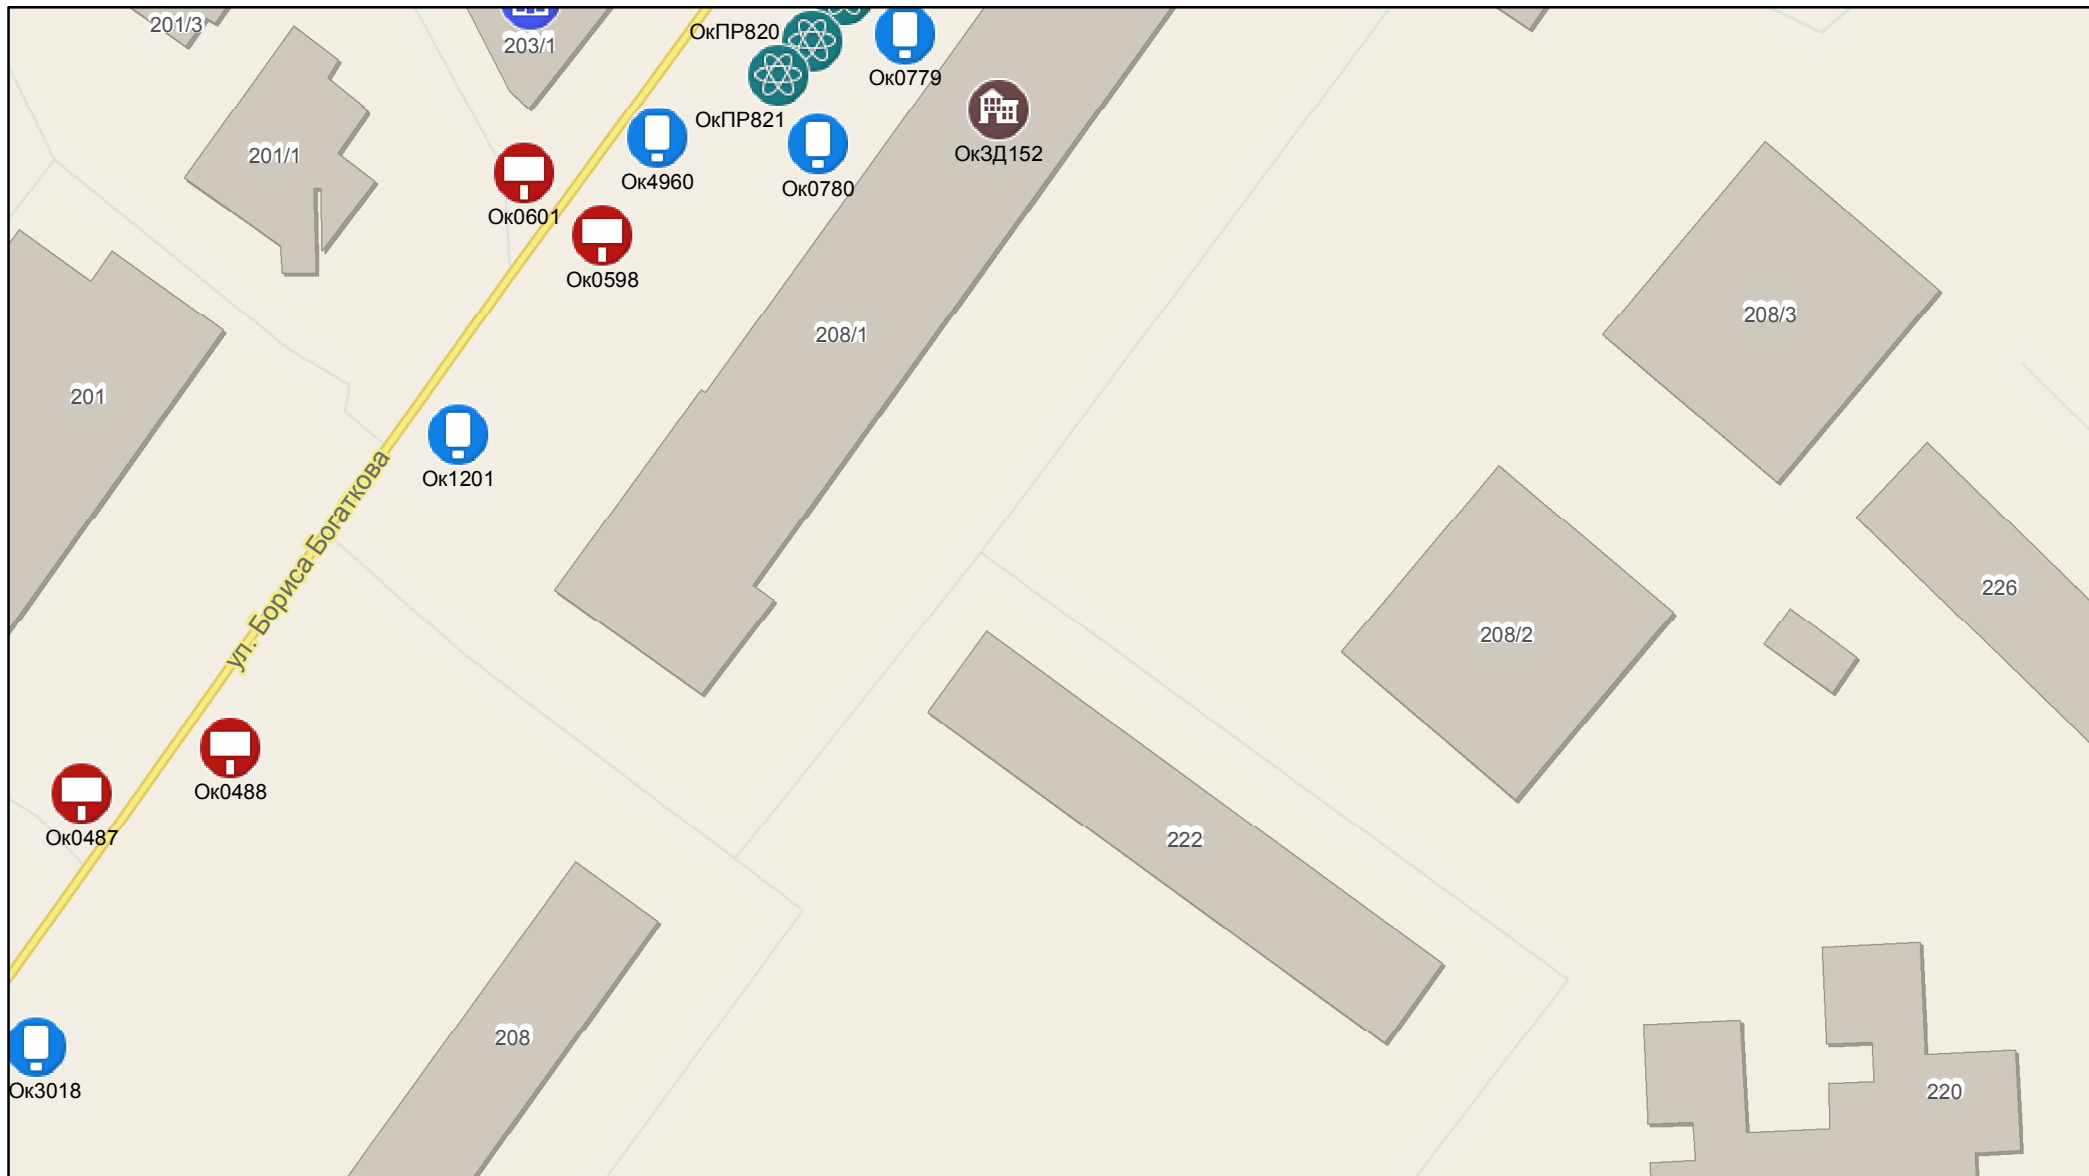 201/3
203/1
ОкПР820
Ок0779
ОкПР821
201/1
Ок4960
Ок0780
ОкЗД152
Ок0601
Ок0598
208/1
208/3
201
Ок1201
ул. Бориса Богаткова
226
208/2
Ок0488
Ок0487
222
208
Ок3018
220